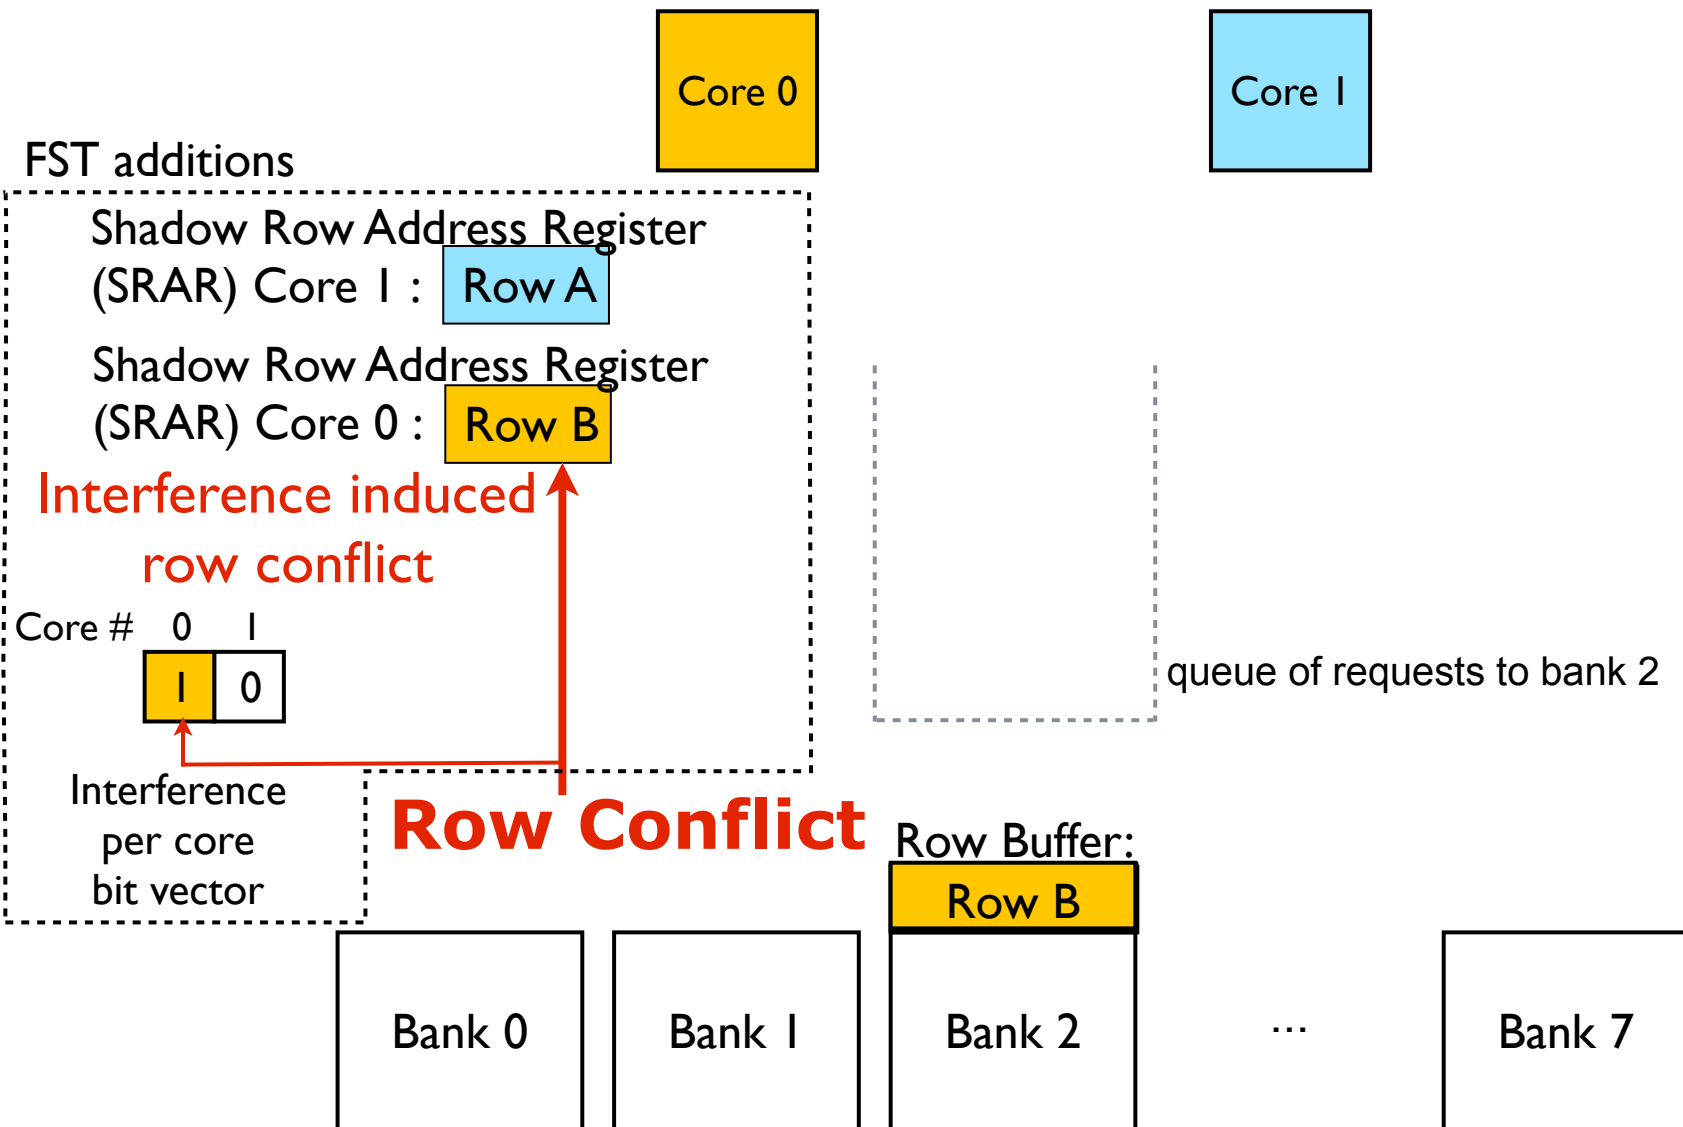 Core 0
Core 1
FST additions
Shadow Row Address Register
(SRAR) Core 1 :
Row A
Shadow Row Address Register
(SRAR) Core 0 :
Row B
Interference induced
row conflict
Core #
0
1
1
0
queue of requests to bank 2
Interference
per core
bit vector
Row Conflict
Row Buffer:
Row B
Bank 0
Bank 1
Bank 2
...
Bank 7